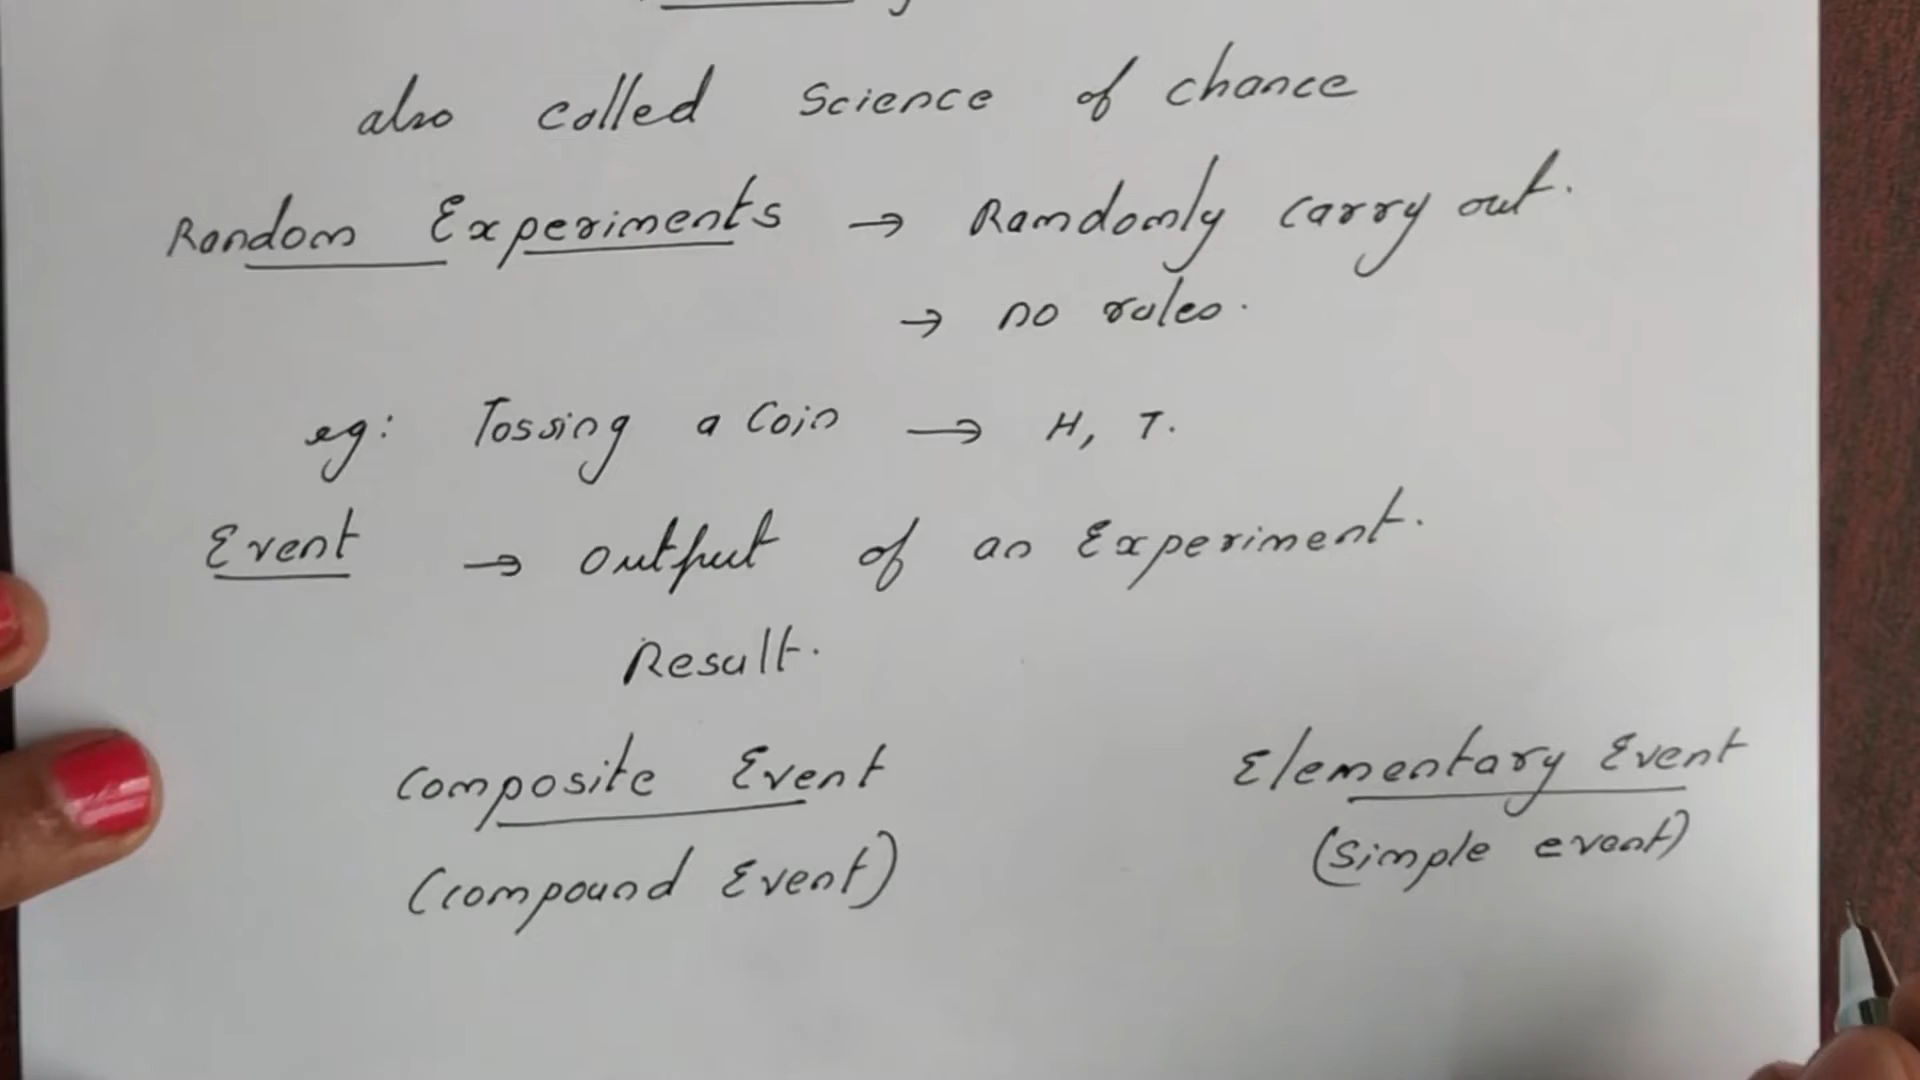 also called Science of chance
Random Experiments → Randomly carry out.
→ no rules.
eg: Tossing a Coin → H, T.
Event → output of an Experiment.
Result.
Composite Event Elementary Event
(compound Event) (simple event)